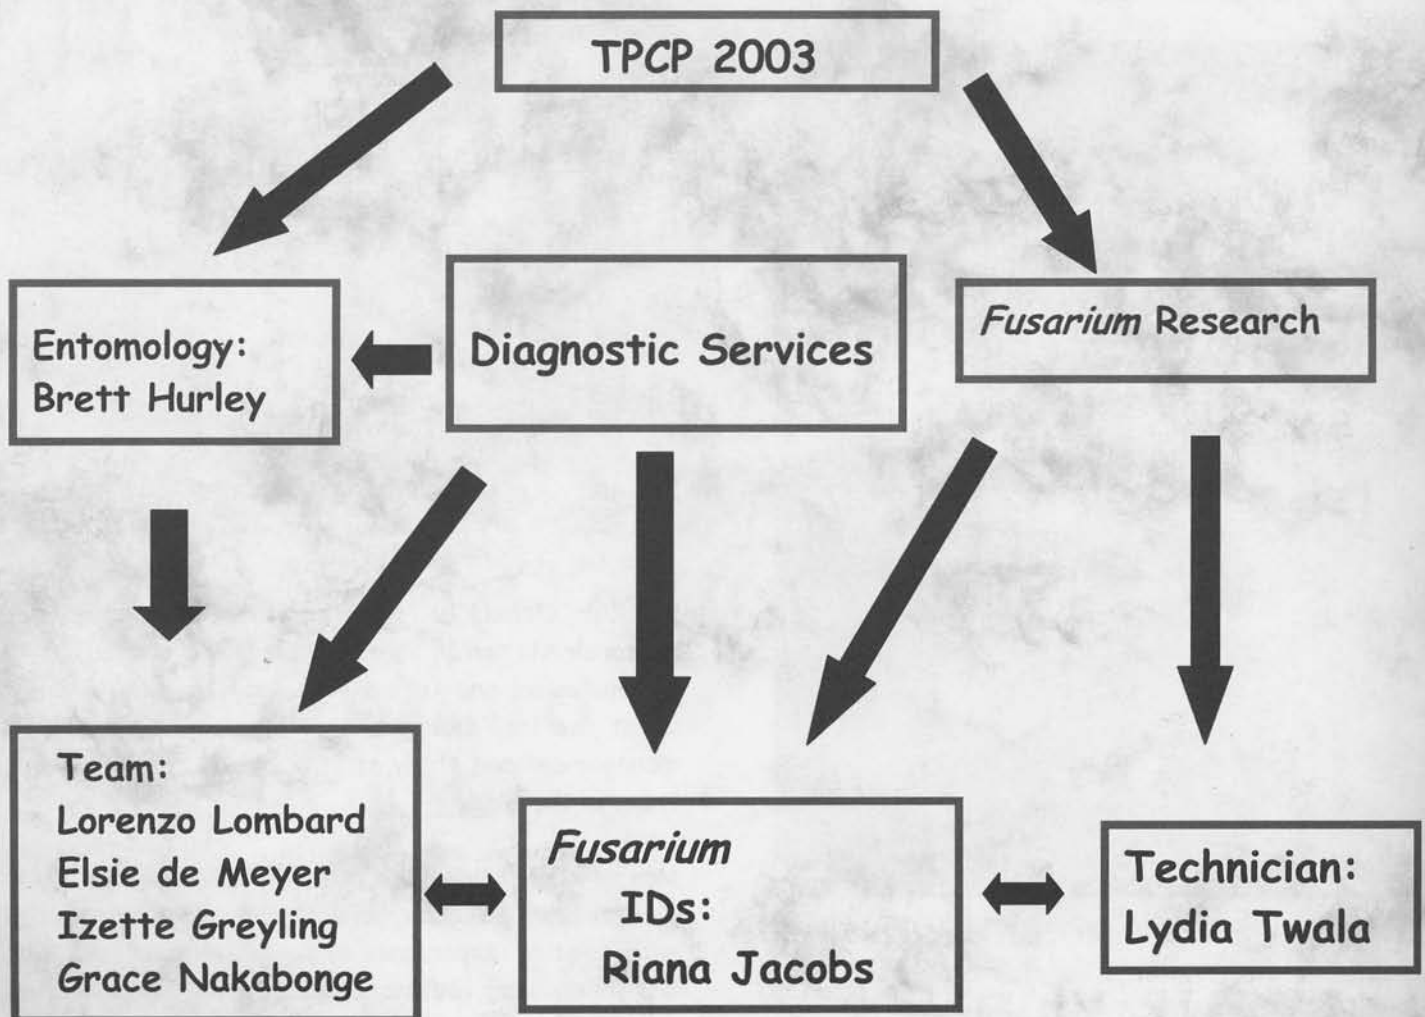 TPCP 2003
Entomology:
Brett Hurley
Diagnostic Services
Fusarium Research
Team:
Lorenzo Lombard
Elsie de Meyer
Izette Greyling
Grace Nakabonge
Fusarium
IDs:
Riana Jacobs
Technician:
Lydia Twala